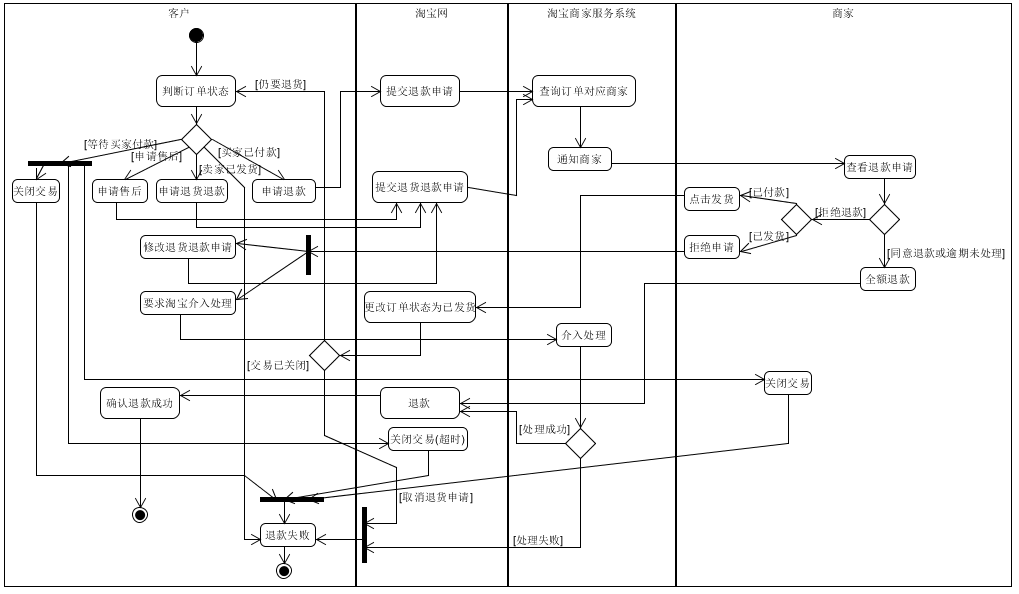 客户
淘宝网
淘宝商家服务系统
商家
判断订单状态
[仍要退货]
提交退款申请
查询订单对应商家
[等待买家付款]
[申请售后]
[买家已付款]
[卖家已发货]
通知商家
查看退款申请
关闭交易
申请售后
申请退货退款
申请退款
提交退货退款申请
点击发货
[已付款]
[拒绝退款]
[已发货]
修改退货退款申请
拒绝申请
[同意退款或逾期未处理]
全额退款
要求淘宝介入处理
更改订单状态为已发货
介入处理
[交易已关闭]
关闭交易
确认退款成功
退款
[处理成功]
关闭交易(超时)
[取消退货申请]
退款失败
[处理失败]